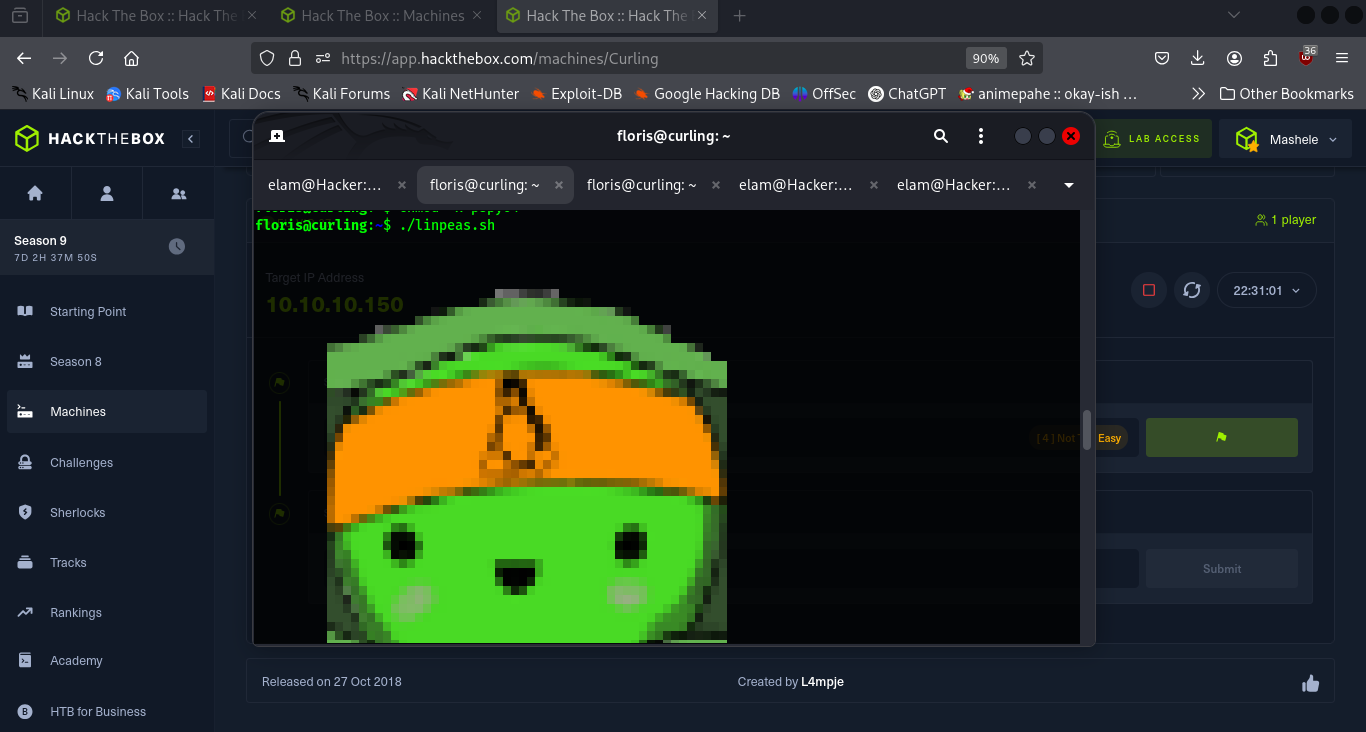 Hack The Box :: Hack The
Hack The Box :: Machines
Hack The Box :: Hack The
https://app.hackthebox.com/machines/Curling
90%
36
Kali Linux
Kali Tools
Kali Docs
Kali Forums
Kali NetHunter
Exploit-DB
Google Hacking DB
OffSec
ChatGPT
animepahe :: okay-ish ...
Other Bookmarks
HACKTHEBOX
floris@curling: ~
LAB ACCESS
Mashele
elam@Hacker:...
floris@curling: ~
floris@curling: ~
elam@Hacker:...
elam@Hacker:...
floris@curling:~$ ./linpeas.sh
1 player
Season 9
7D 2H 37M 50S
Target IP Address
10.10.10.150
22:31:01
Starting Point
Season 8
Machines
Challenges
Sherlocks
Tracks
Rankings
Academy
HTB for Business
[ 4 ] Not
Easy
Submit
Released on 27 Oct 2018
Created by L4mpje